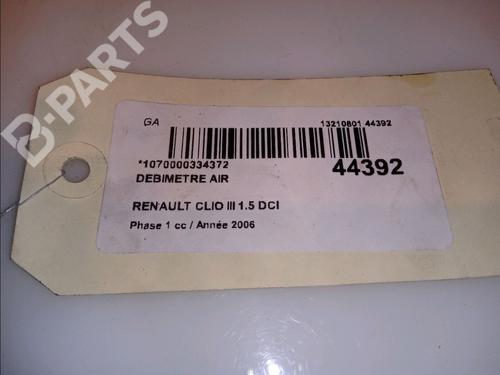 B-PARTS
GA
13210801 44392
*1070000334372
44392
DEBIMETRE AIR
RENAULT CLIO III 1.5 DCI
Phase 1 cc / Année 2006